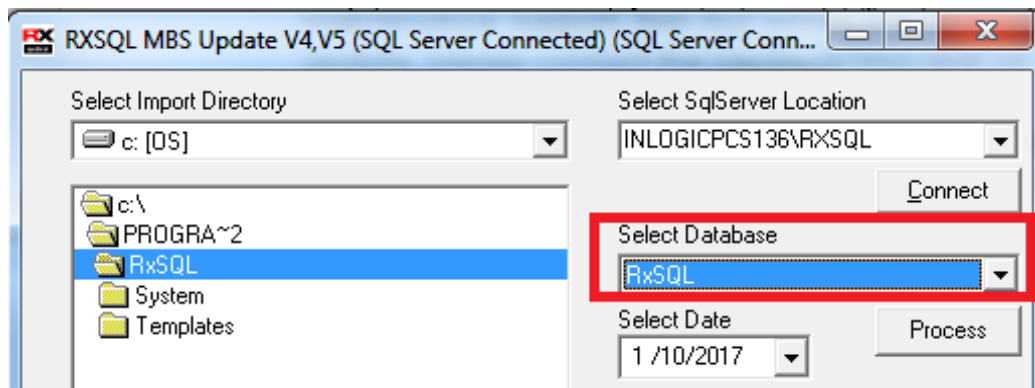 RX RXSQL MBS Update V4,V5 (SQL Server Connected) (SQL Server Conn...
Select Import Directory
c: [OS]
c:\
PROGRA~2
RxSQL
System
Templates
Select SqlServer Location
INLOGICPCS136\RXSQL
Connect
Select Database
RxSQL
Select Date
1 /10/2017
Process